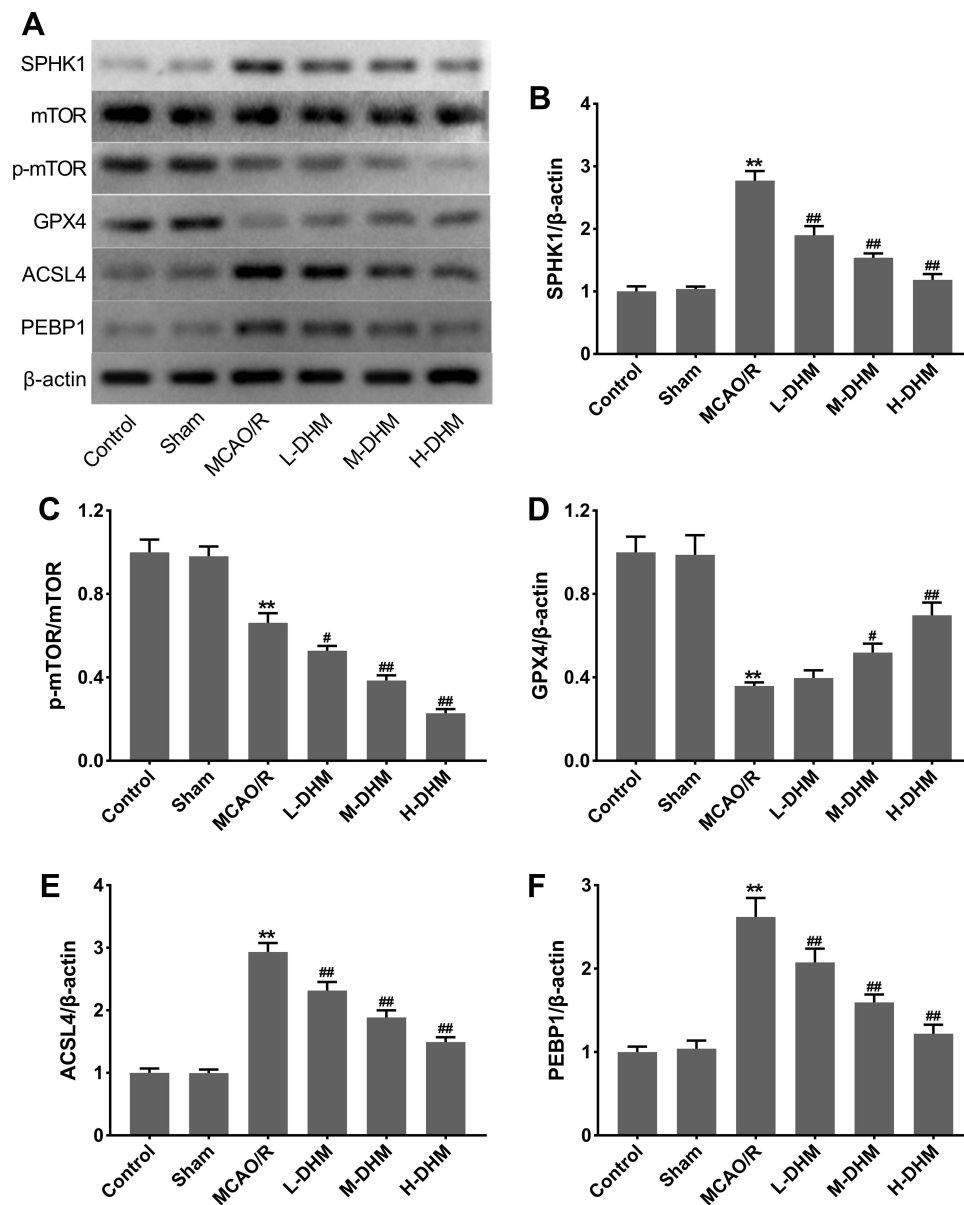 A
SPHK1
mTOR
p-mTOR
GPX4
ACSL4
PEBP1
β-actin
Control
Sham
MCAO/R
L-DHM
M-DHM
H-DHM
B
SPHK1/β-actin
4
3
2
1
0
**
##
##
##
Control
Sham
MCAO/R
L-DHM
M-DHM
H-DHM
C
p-mTOR/mTOR
1.2
0.8
0.4
0.0
**
#
##
##
Control
Sham
MCAO/R
L-DHM
M-DHM
H-DHM
D
GPX4/β-actin
1.2
0.8
0.4
0.0
**
#
##
Control
Sham
MCAO/R
L-DHM
M-DHM
H-DHM
E
ACSL4/β-actin
4
3
2
1
0
**
##
##
##
Control
Sham
MCAO/R
L-DHM
M-DHM
H-DHM
F
PEBP1/β-actin
3
2
1
0
**
##
##
##
Control
Sham
MCAO/R
L-DHM
M-DHM
H-DHM